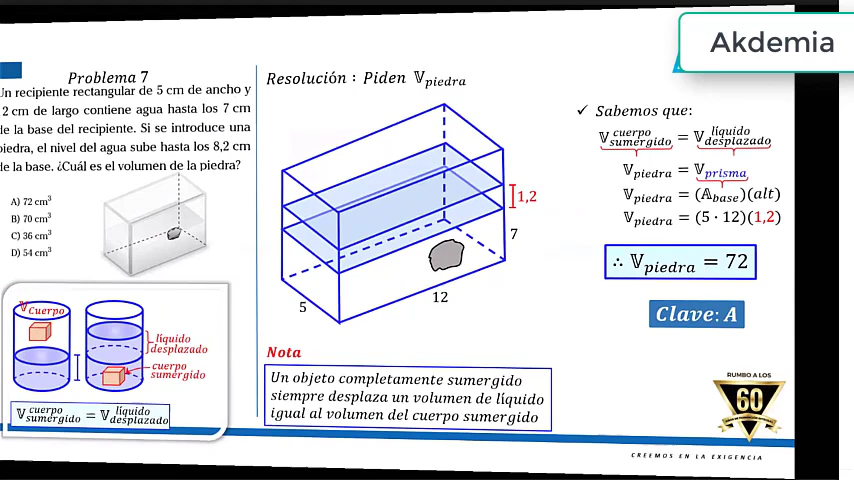 Akdemia
Problema 7
Un recipiente rectangular de 5 cm de ancho y
2 cm de largo contiene agua hasta los 7 cm
de la base del recipiente. Si se introduce una
piedra, el nivel del agua sube hasta los 8,2 cm
de la base. ¿Cuál es el volumen de la piedra?
A) 72 cm³
B) 70 cm³
C) 36 cm³
D) 54 cm³
𝕍Cuerpo
líquido
desplazado
cuerpo
sumergido
𝕍 cuerpo sumergido = 𝕍 líquido desplazado
Resolución : Piden 𝕍piedra
1,2
7
12
5
Nota
Un objeto completamente sumergido
siempre desplaza un volumen de líquido
igual al volumen del cuerpo sumergido
✓ Sabemos que:
𝕍 cuerpo sumergido = 𝕍 líquido desplazado
𝕍piedra = 𝕍prisma
𝕍piedra = (𝔸base)(alt)
𝕍piedra = (5 · 12)(1,2)
∴ 𝕍piedra = 72
Clave: A
RUMBO A LOS
60
CREEMOS EN LA EXIGENCIA